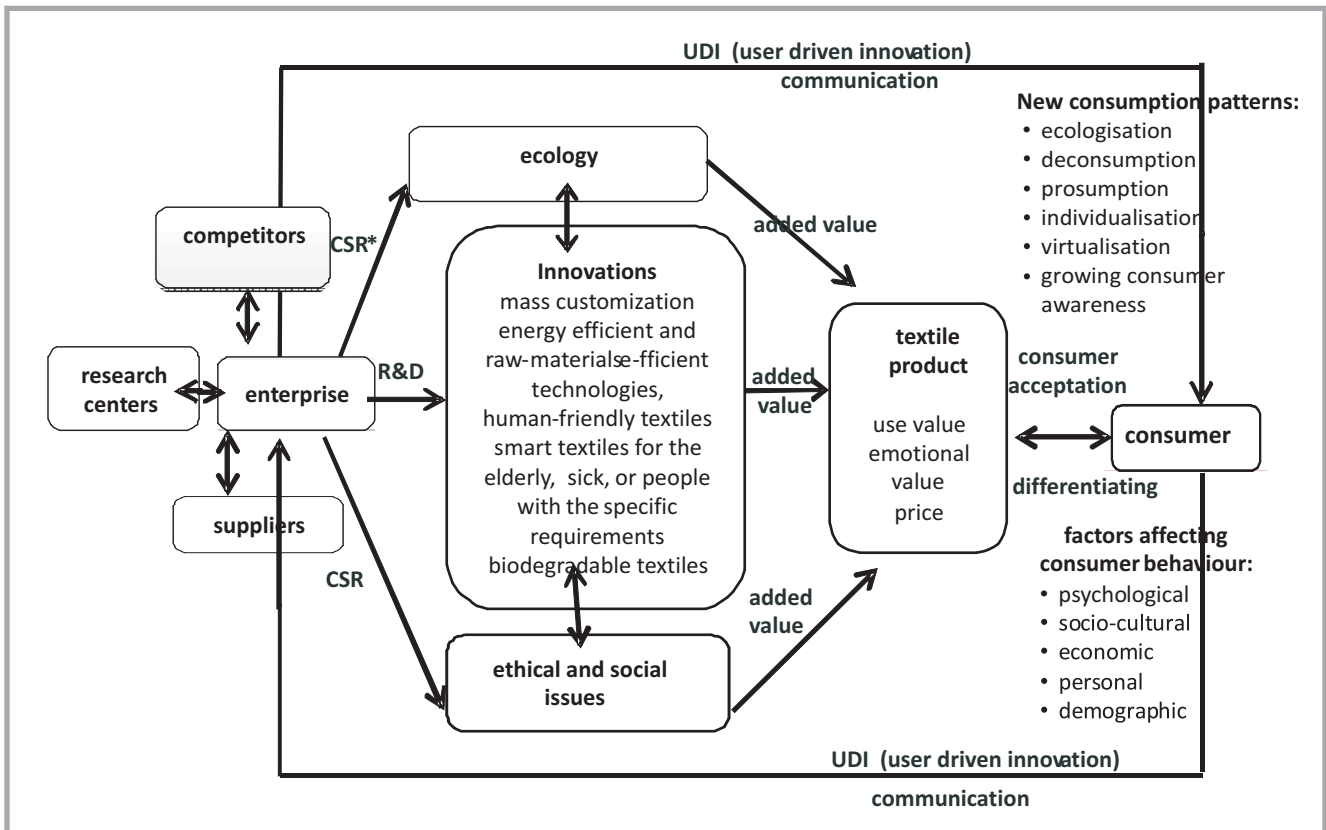 UDI (user driven innovation)
communication
New consumption patterns:
• ecologisation
• deconsumption
• prosumption
• individualisation
• virtualisation
• growing consumer
awareness
ecology
competitors
CSR*
added value
Innovations
mass customization
energy efficient and
raw-materialse-fficient
technologies,
human-friendly textiles
smart textiles for the
elderly, sick, or people
with the specific
requirements
biodegradable textiles
textile
product
use value
emotional
value
price
consumer
acceptation
research
centers
enterprise
R&D
added
value
consumer
differentiating
suppliers
CSR
added
value
factors affecting
consumer behaviour:
• psychological
• socio-cultural
• economic
• personal
• demographic
ethical and social
issues
UDI (user driven innovation)
communication